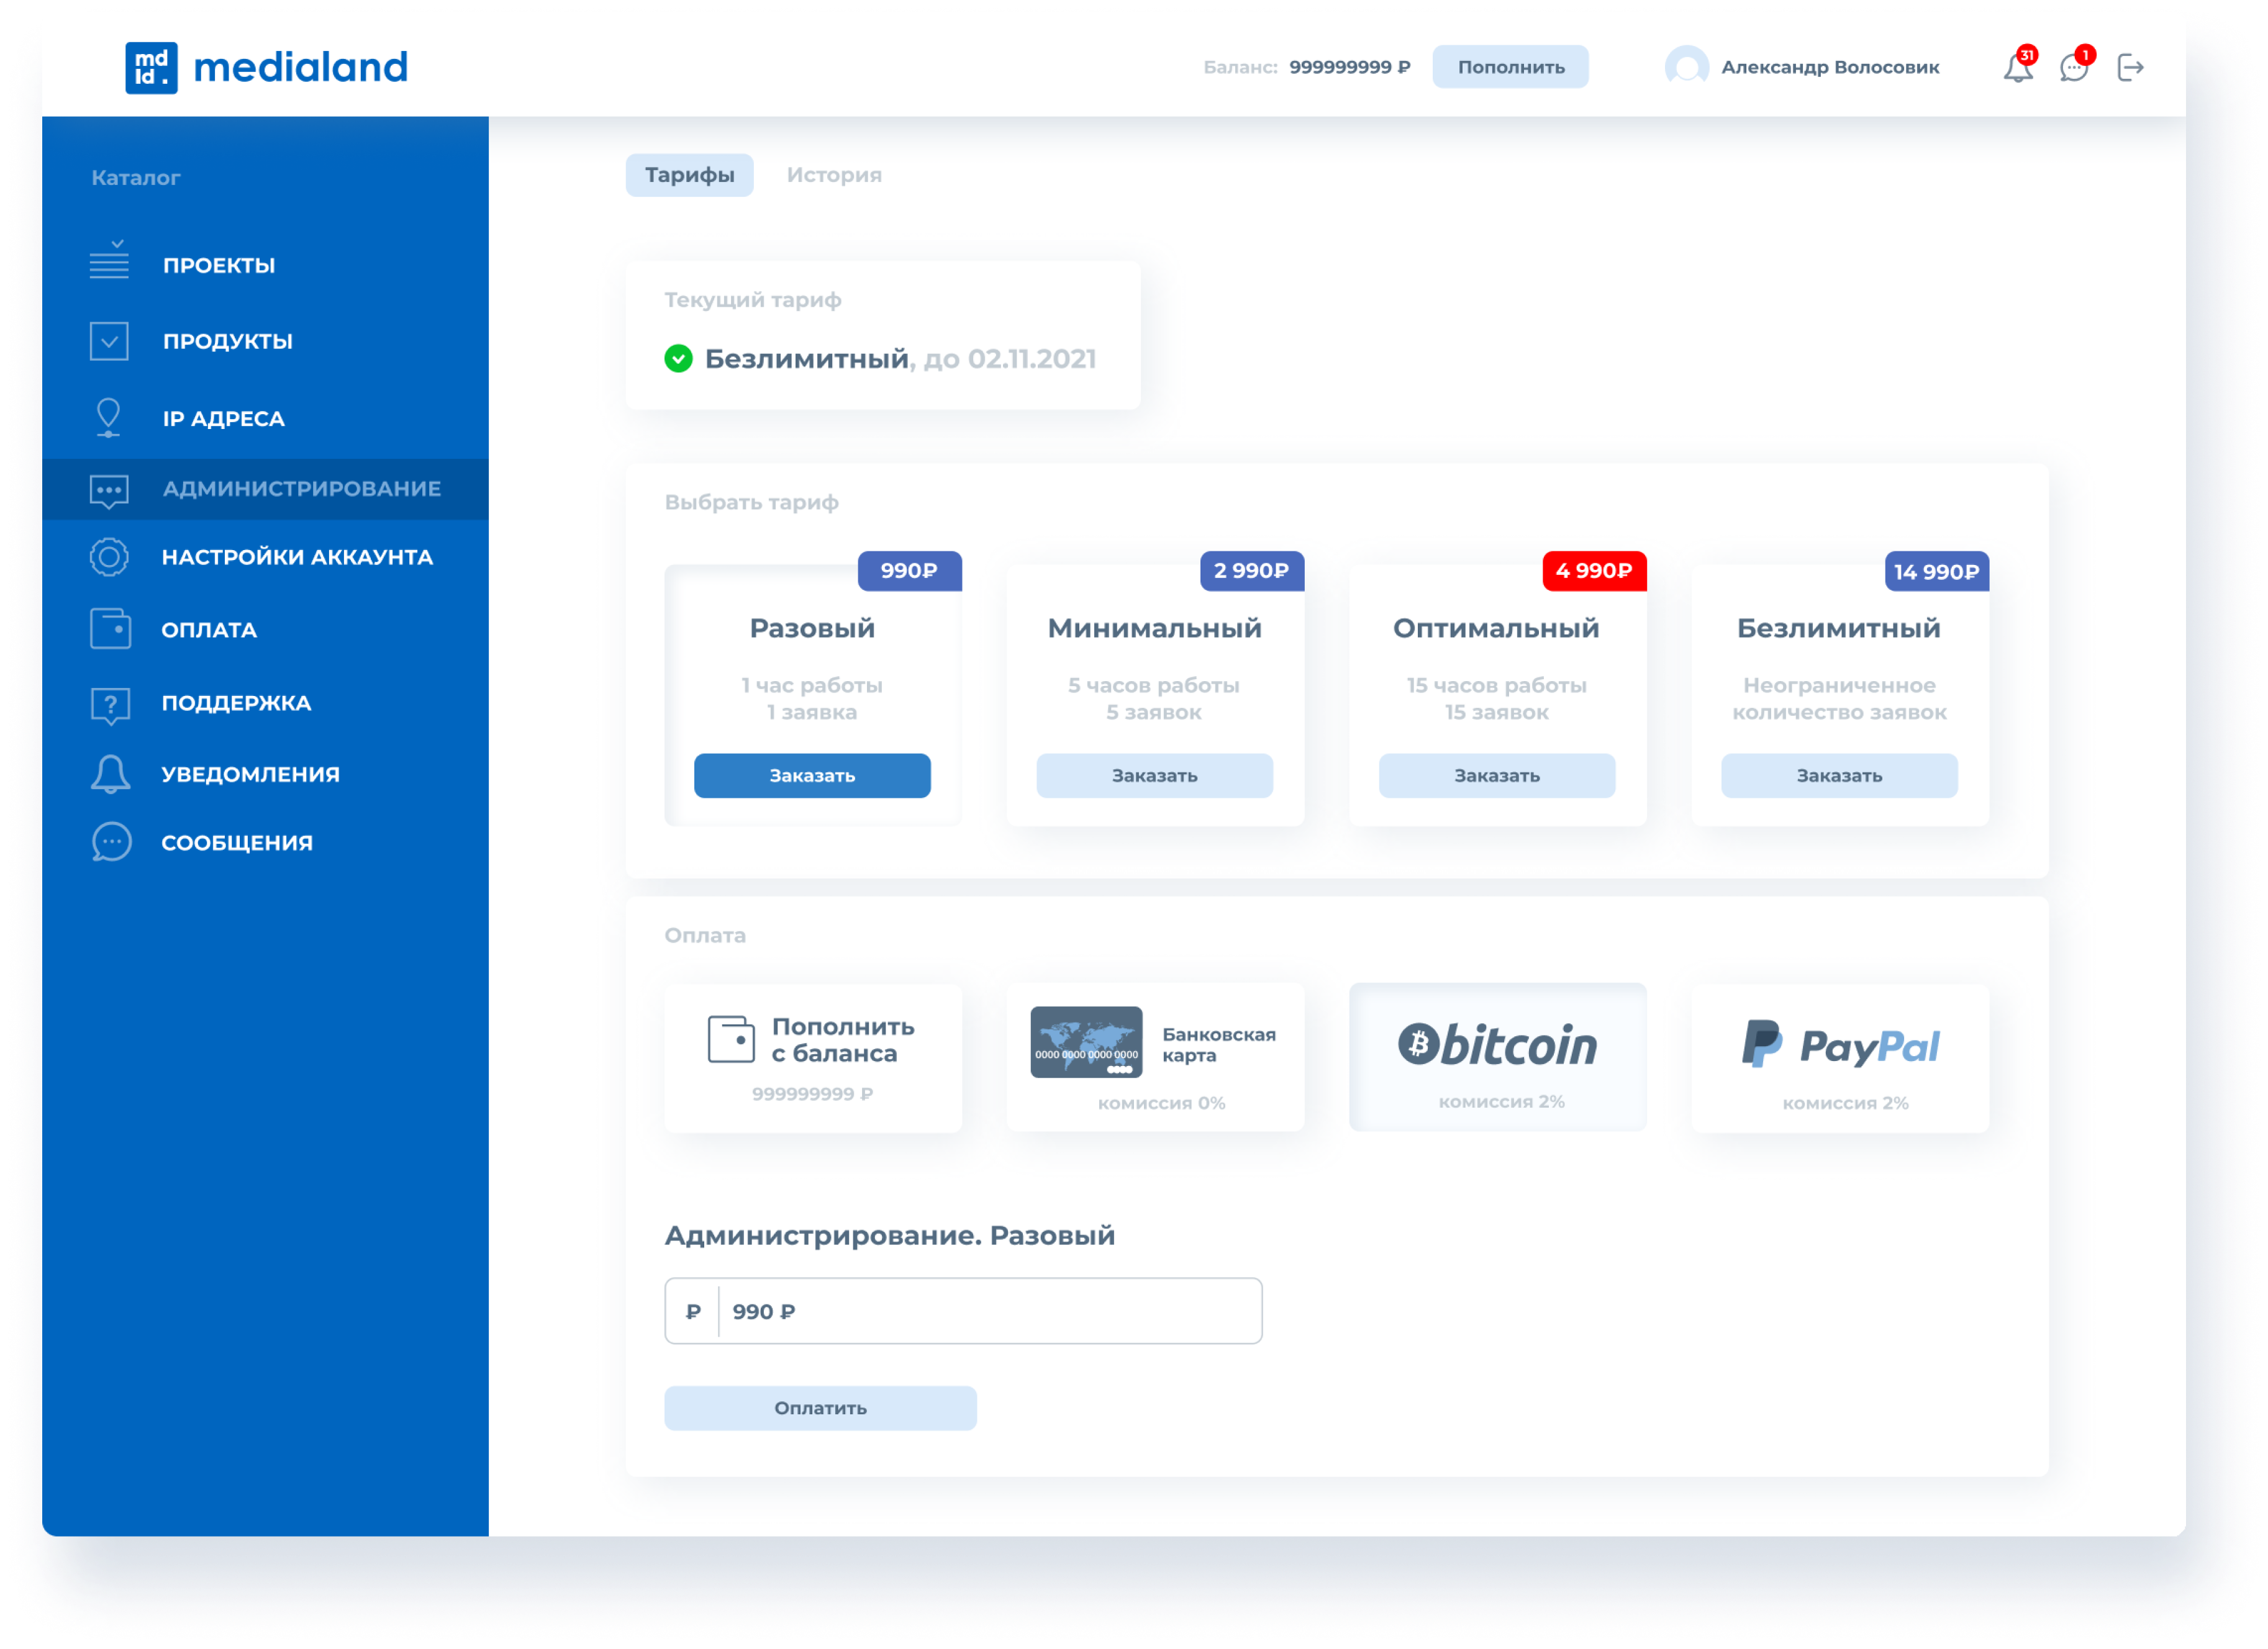 md
ld .
medialand
Баланс: 999999999 ₽
Пополнить
Александр Волосовик
31
1
Каталог
ПРОЕКТЫ
ПРОДУКТЫ
IP АДРЕСА
АДМИНИСТРИРОВАНИЕ
НАСТРОЙКИ АККАУНТА
ОПЛАТА
?
ПОДДЕРЖКА
УВЕДОМЛЕНИЯ
СООБЩЕНИЯ
Тарифы
История
Текущий тариф
Безлимитный, до 02.11.2021
Выбрать тариф
990₽
Разовый
1 час работы
1 заявка
Заказать
2 990₽
Минимальный
5 часов работы
5 заявок
Заказать
4 990₽
Оптимальный
15 часов работы
15 заявок
Заказать
14 990₽
Безлимитный
Неограниченное
количество заявок
Заказать
Оплата
Пополнить
с баланса
999999999 ₽
0000 0000 0000 0000
Банковская
карта
комиссия 0%
bitcoin
комиссия 2%
PayPal
комиссия 2%
Администрирование. Разовый
₽
990 ₽
Оплатить